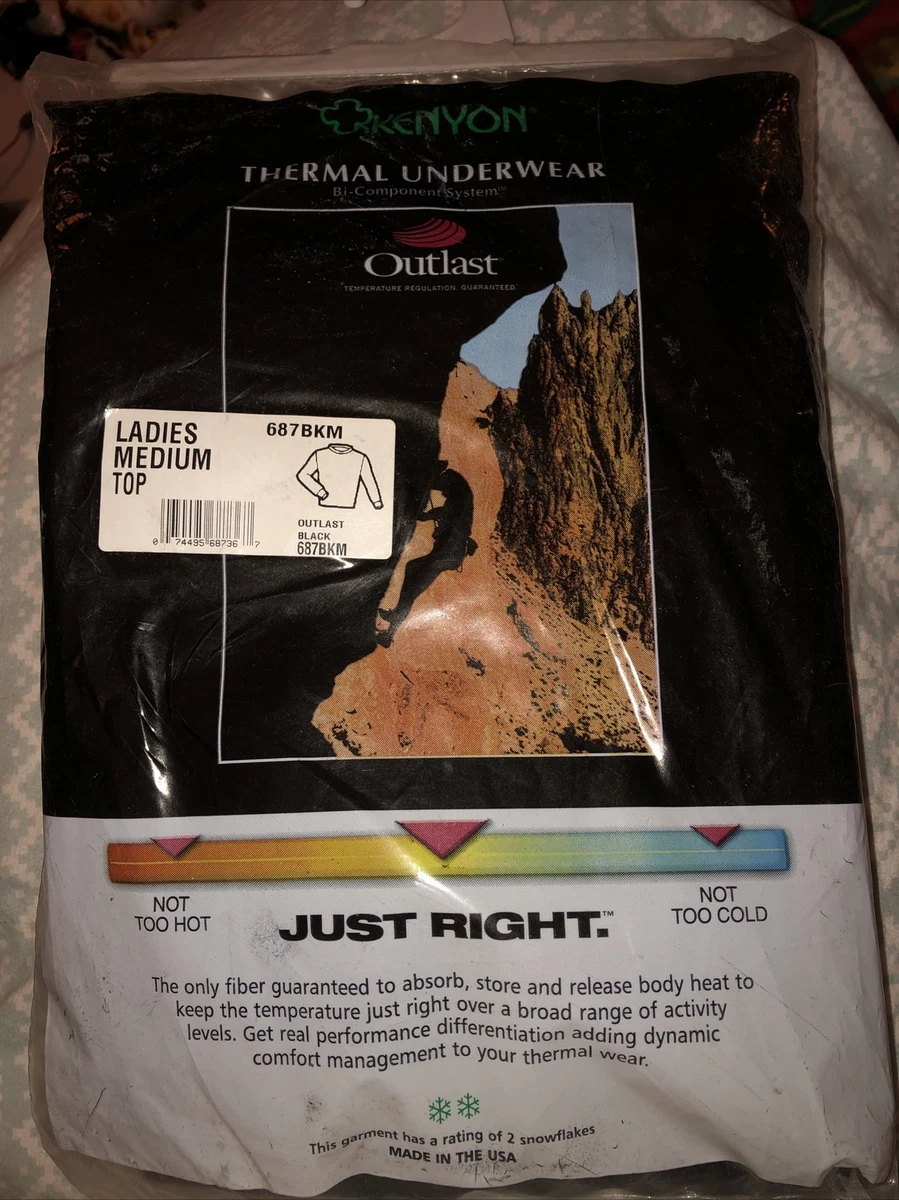 KENYON®
THERMAL UNDERWEAR
Bi-Component System™
Outlast
TEMPERATURE REGULATION. GUARANTEED.
LADIES
MEDIUM
TOP
687BKM
0 74495 68736 7
OUTLAST
BLACK
687BKM
NOT
TOO HOT
JUST RIGHT.™
NOT
TOO COLD
The only fiber guaranteed to absorb, store and release body heat to
keep the temperature just right over a broad range of activity
levels. Get real performance differentiation adding dynamic
comfort management to your thermal wear.
This garment has a rating of 2 snowflakes
MADE IN THE USA